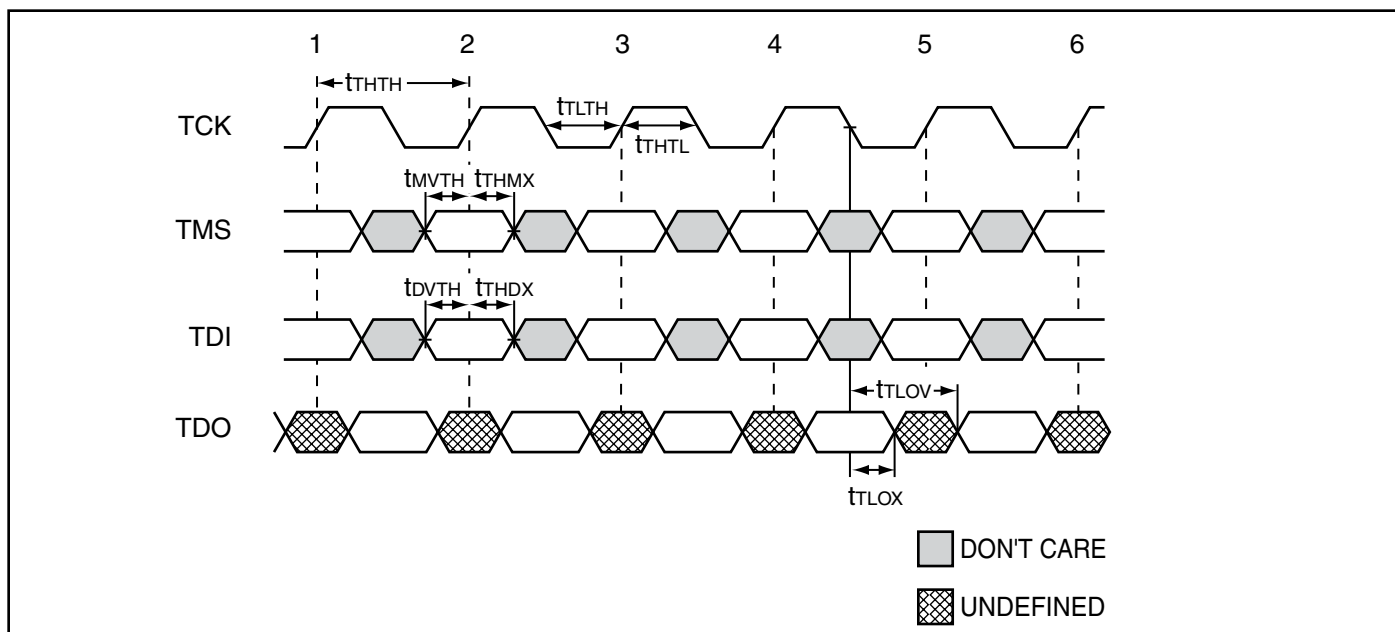 1 2 3 4 5 6
tTHTH
TCK
tTLTH
tTHTL
tMVTH tTHMX
TMS
tDVTH tTHDX
TDI
tTLOV
TDO
tTLOX
DON'T CARE
UNDEFINED